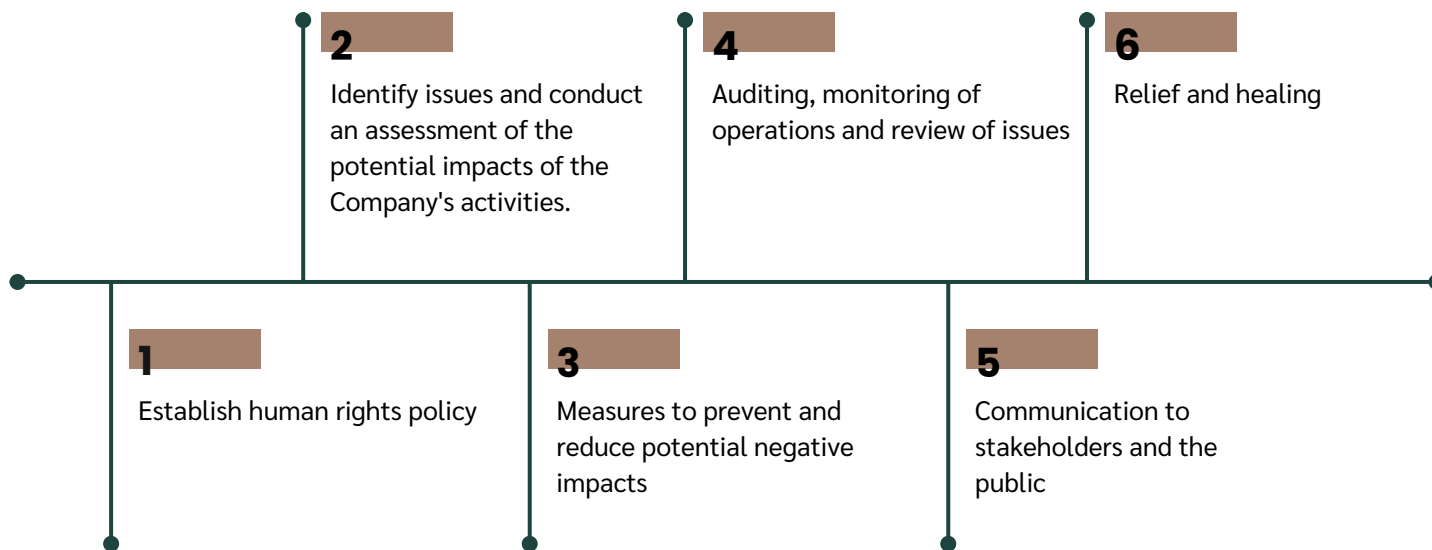 1
Establish human rights policy
2
Identify issues and conduct
an assessment of the
potential impacts of the
Company's activities.
3
Measures to prevent and
reduce potential negative
impacts
4
Auditing, monitoring of
operations and review of issues
5
Communication to
stakeholders and the
public
6
Relief and healing